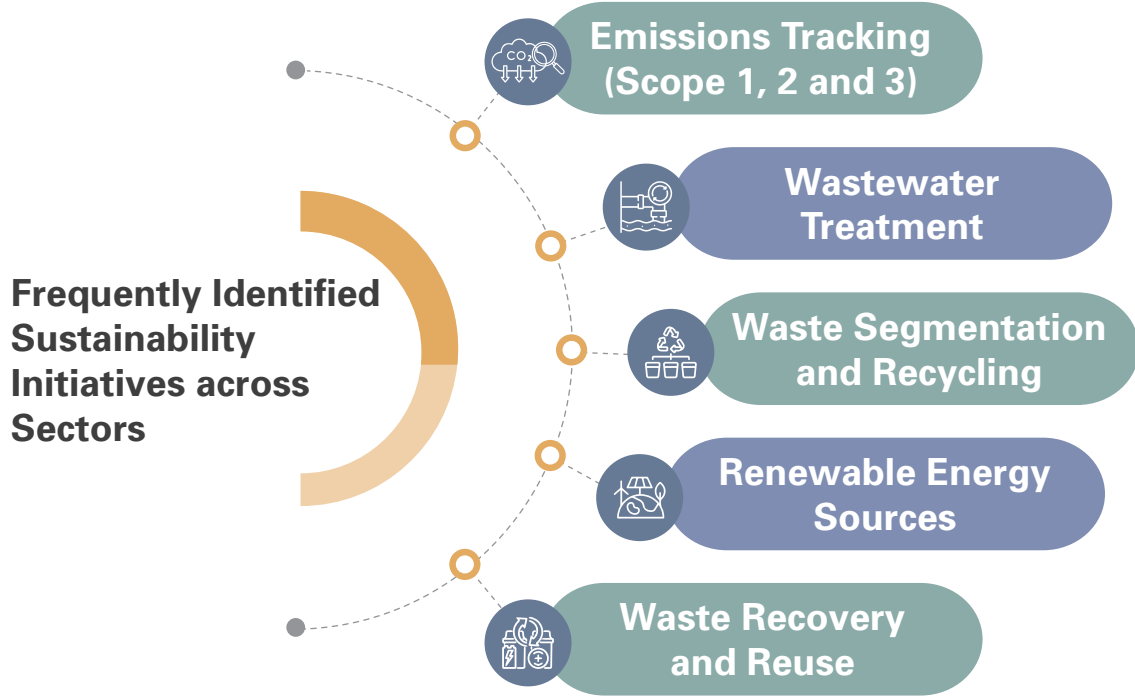 Frequently Identified
Sustainability
Initiatives across
Sectors
CO2
Emissions Tracking
(Scope 1, 2 and 3)
Wastewater
Treatment
Waste Segmentation
and Recycling
Renewable Energy
Sources
Waste Recovery
and Reuse